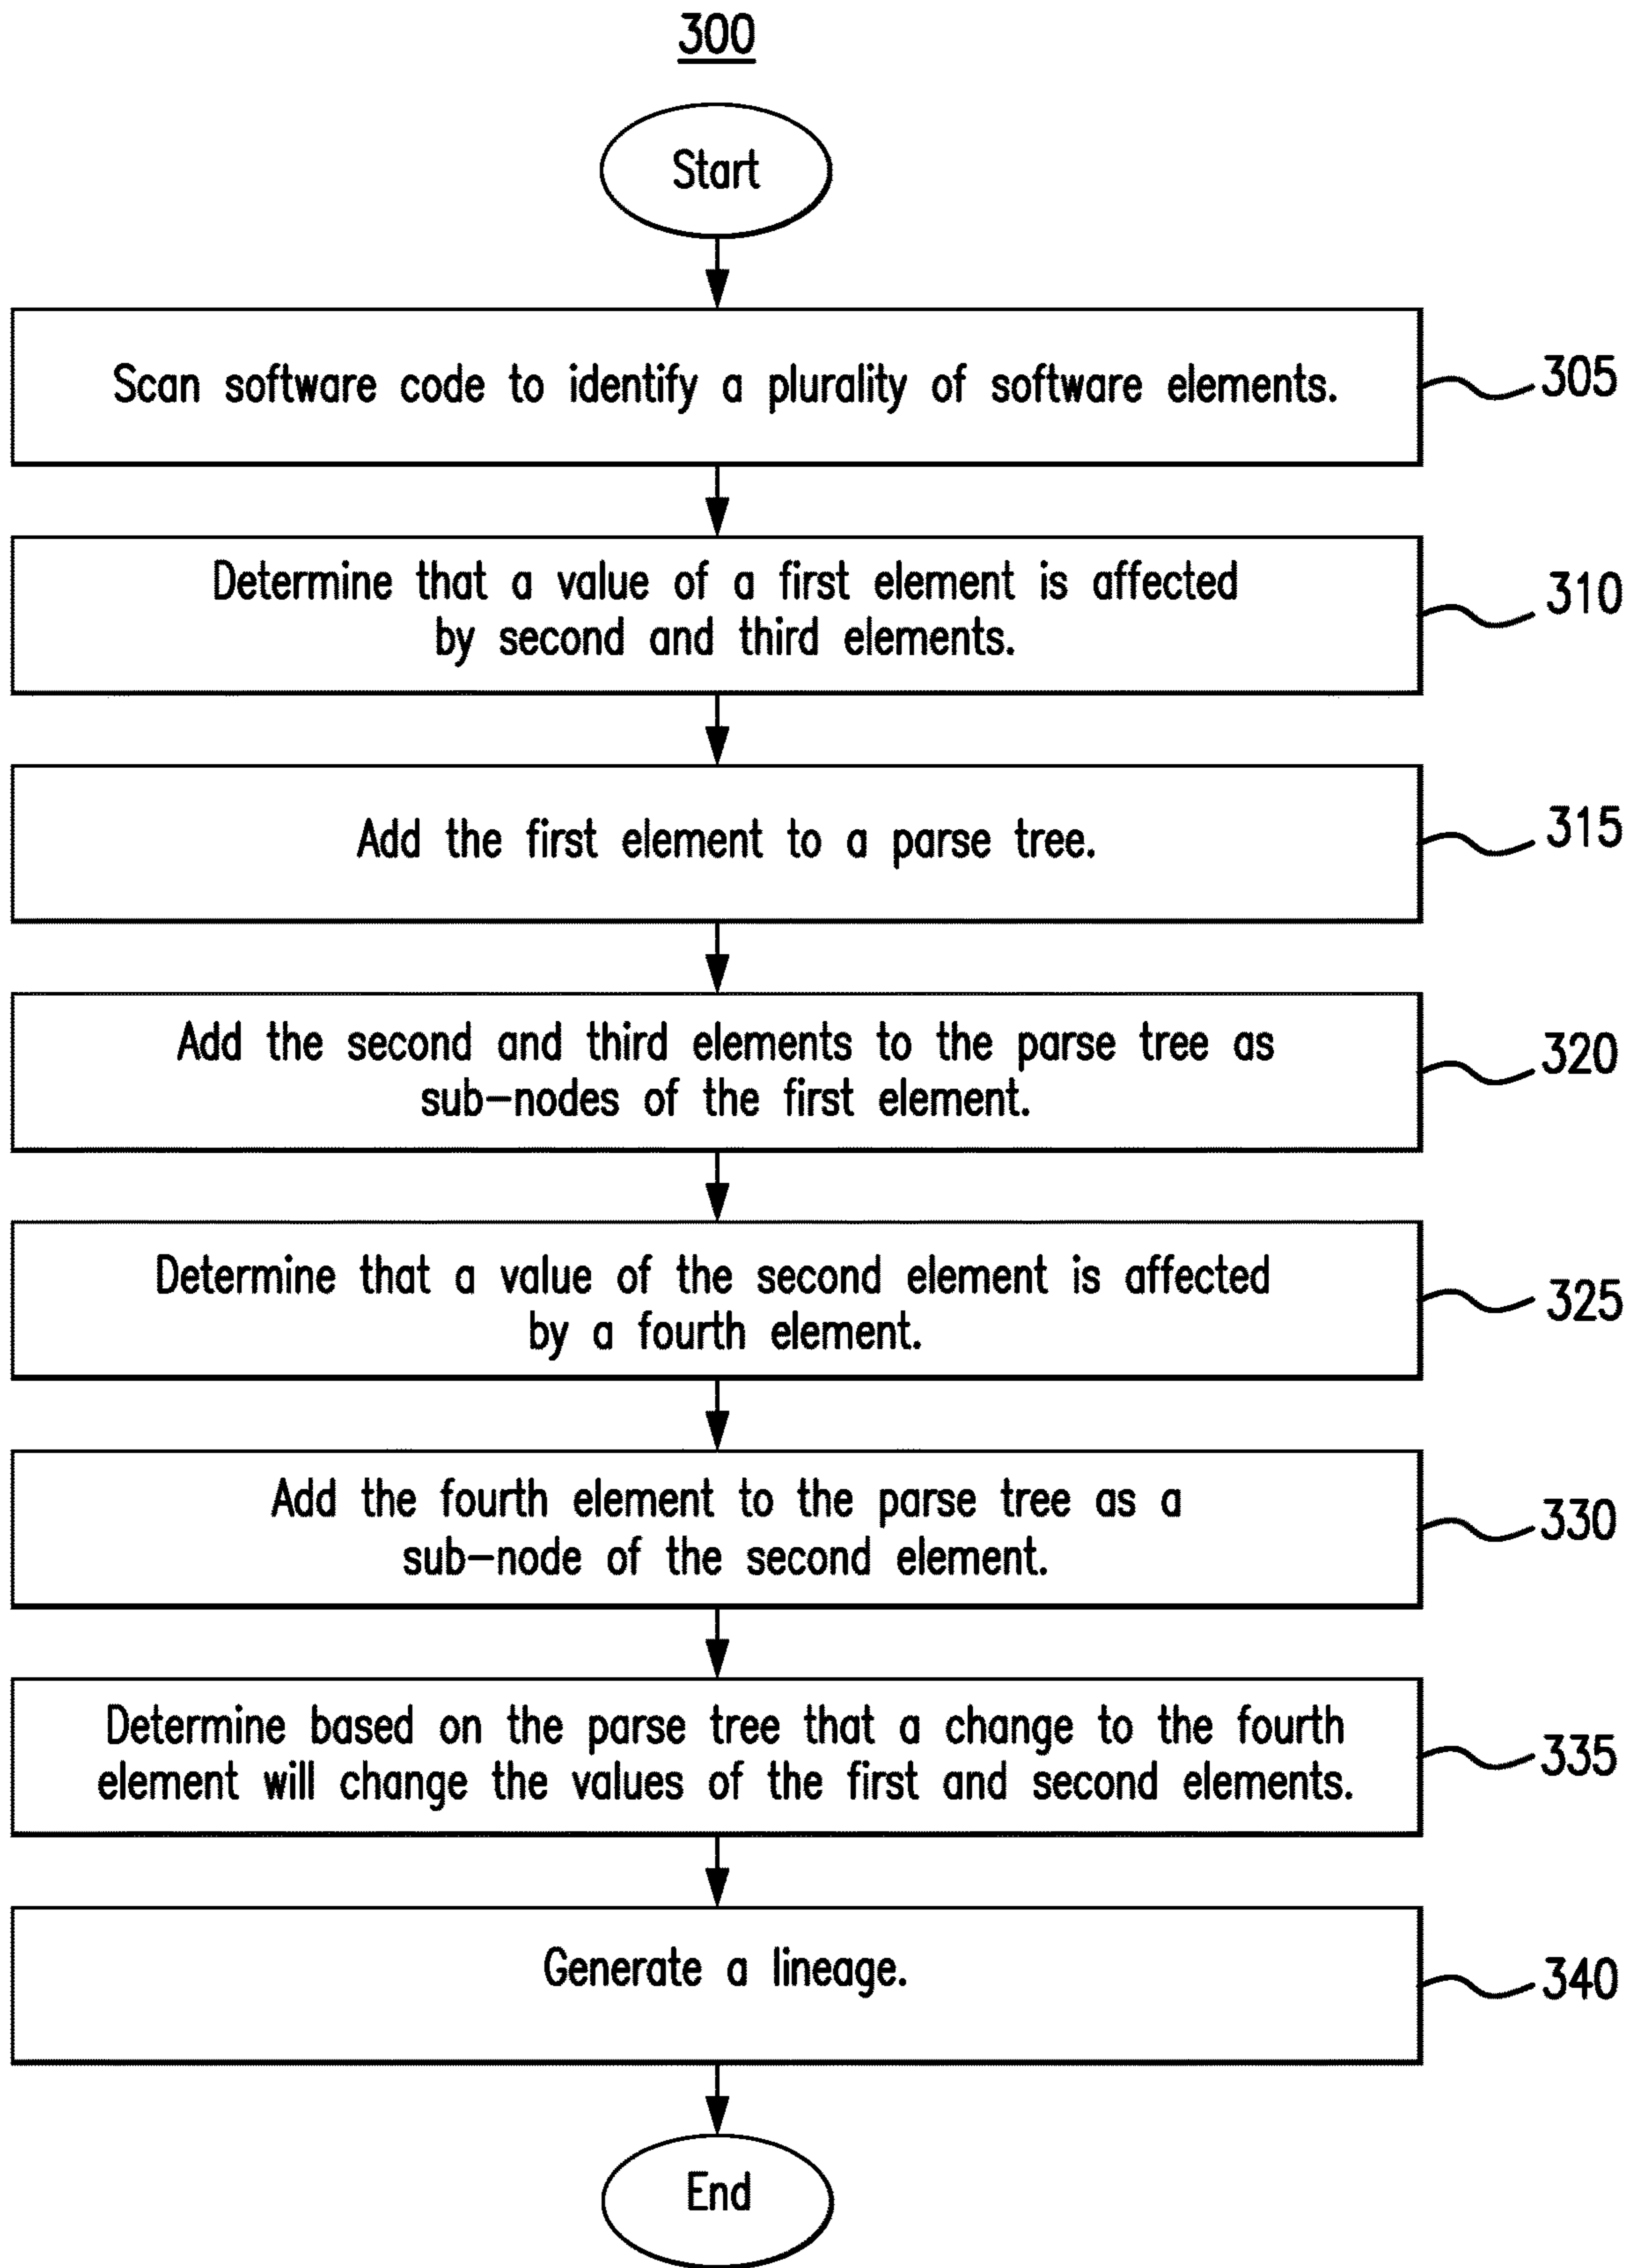 300
Start
Scan software code to identify a plurality of software elements.
305
Determine that a value of a first element is affected
by second and third elements.
310
Add the first element to a parse tree.
315
Add the second and third elements to the parse tree as
sub-nodes of the first element.
320
Determine that a value of the second element is affected
by a fourth element.
325
Add the fourth element to the parse tree as a
sub-node of the second element.
330
Determine based on the parse tree that a change to the fourth
element will change the values of the first and second elements.
335
Generate a lineage.
340
End